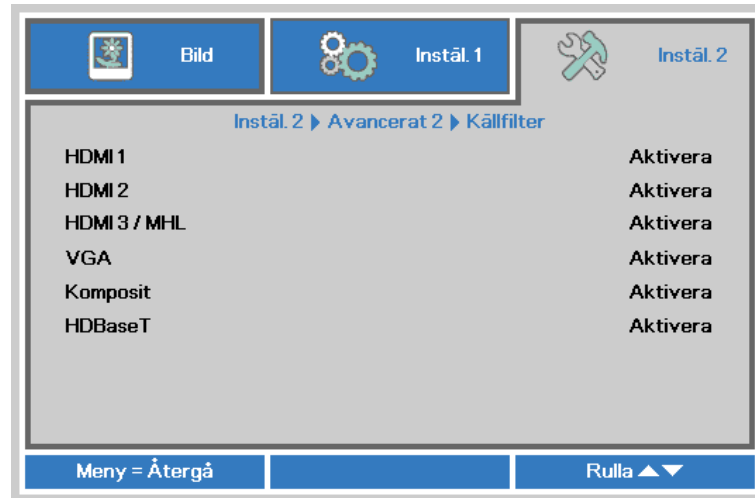 Bild Instäl. 1 Instäl. 2
Instäl. 2 ▶ Avancerat 2 ▶ Källfilter
HDMI 1 Aktivera
HDMI 2 Aktivera
HDMI 3 / MHL Aktivera
VGA Aktivera
Komposit Aktivera
HDBaseT Aktivera
Meny = Återgå Rulla ▲▼